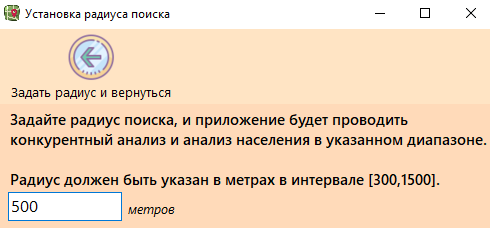 Установка радиуса поиска
Задать радиус и вернуться
Задайте радиус поиска, и приложение будет проводить
конкурентный анализ и анализ населения в указанном диапазоне.
Радиус должен быть указан в метрах в интервале [300,1500].
500 метров